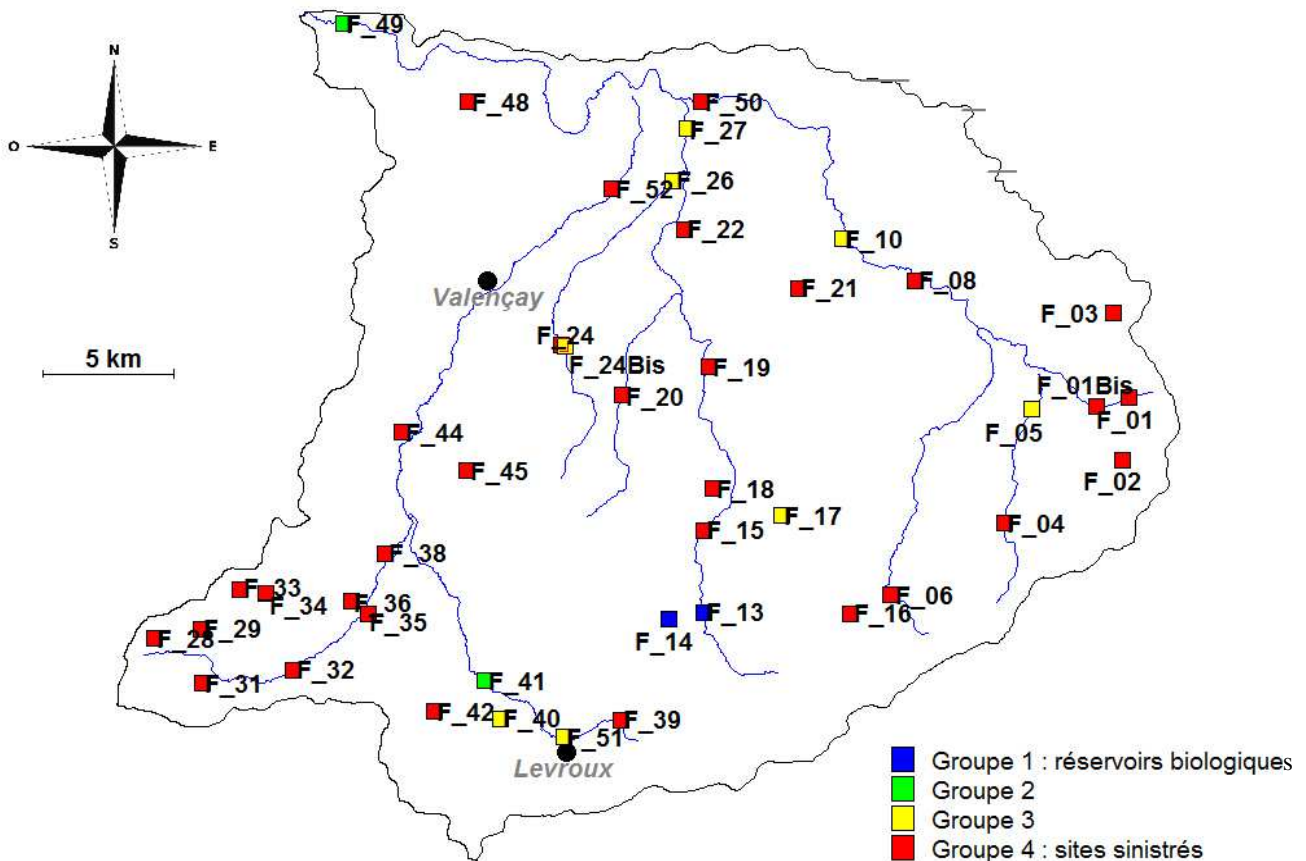 F_49
N
F_48
F_50
F_27
O
E
F_26
F_52
F_22
S
F_10
F_08
F_21
Valençay
F_03
F_24
5 km
F_24Bis
F_19
F_01Bis
F_20
F_01
F_05
F_44
F_45
F_02
F_18
F_17
F_04
F_15
F_38
F_33
F_34
F_36
F_06
F_35
F_13
F_16
F_14
F_29
F_28
F_32
F_31
F_41
F_42
F_40
F_39
F_51
Levroux
Groupe 1 : réservoirs biologiques
Groupe 2
Groupe 3
Groupe 4 : sites sinistrés